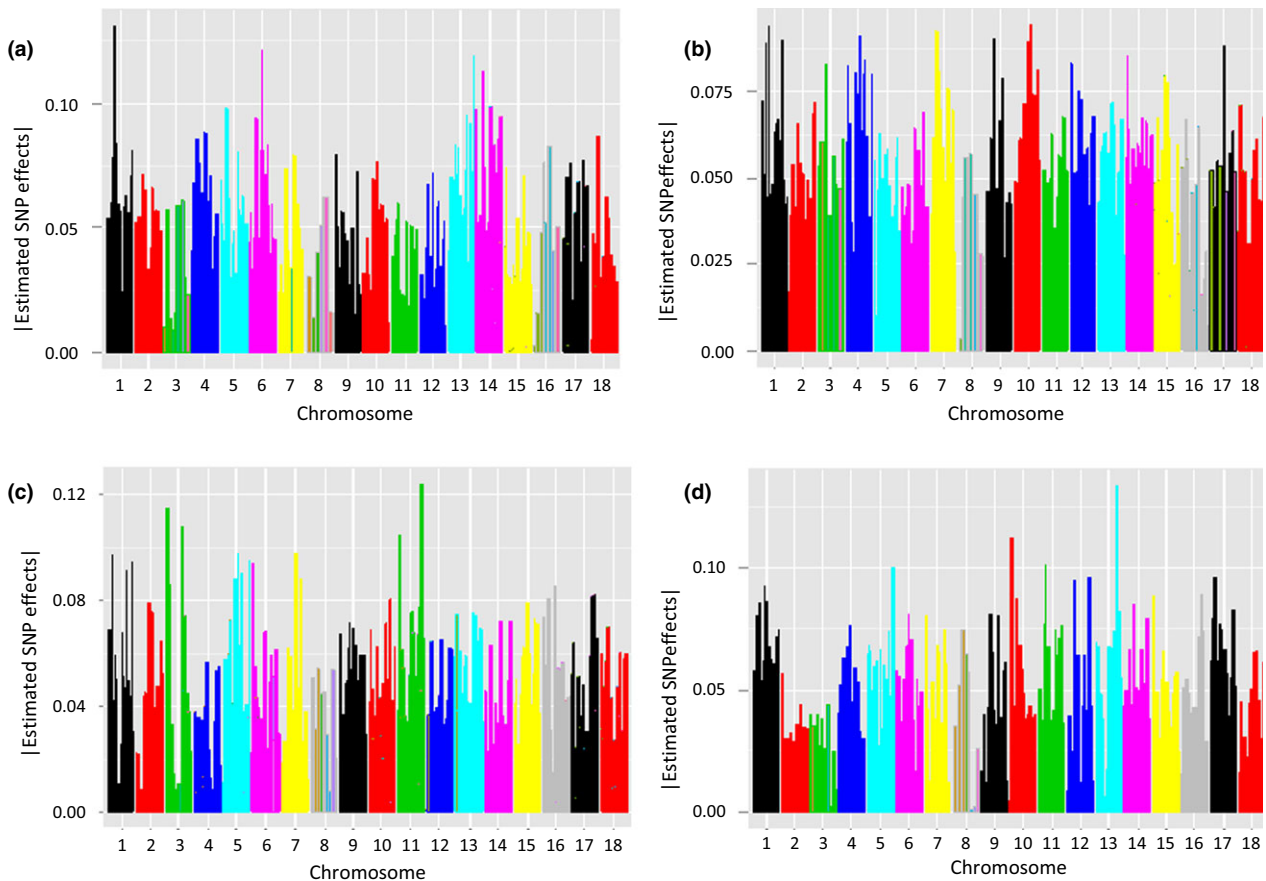 (a)
|Estimated SNP effects|
0.10
0.05
0.00
1 2 3 4 5 6 7 8 9 10 11 12 13 14 15 16 17 18
Chromosome
(b)
|Estimated SNPeffects|
0.075
0.050
0.025
0.00
1 2 3 4 5 6 7 8 9 10 11 12 13 14 15 16 17 18
Chromosome
(c)
|Estimated SNP effects|
0.12
0.08
0.04
0.00
1 2 3 4 5 6 7 8 9 10 11 12 13 14 15 16 17 18
Chromosome
(d)
|Estimated SNPeffects|
0.10
0.05
0.00
1 2 3 4 5 6 7 8 9 10 11 12 13 14 15 16 17 18
Chromosome